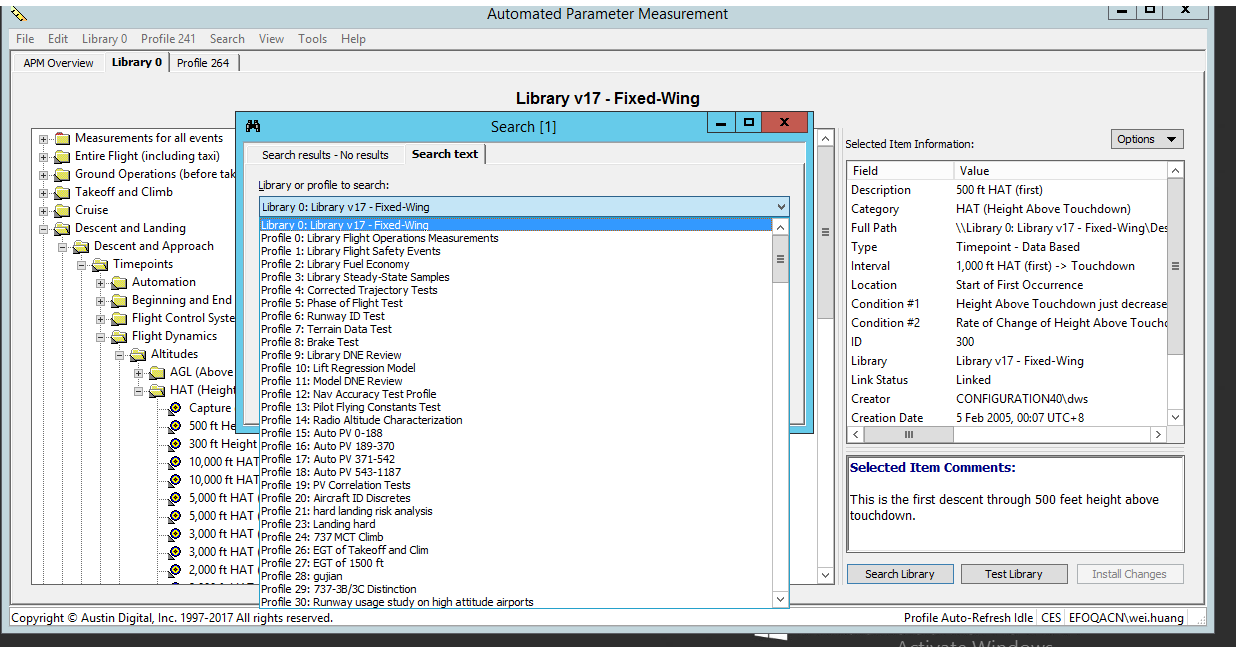 Automated Parameter Measurement
File Edit Library 0 Profile 241 Search View Tools Help
APM Overview Library 0 Profile 264
Library v17 - Fixed-Wing
Measurements for all events
Entire Flight (including taxi)
Ground Operations (before tak
Takeoff and Climb
Cruise
Descent and Landing
Descent and Approach
Timepoints
Automation
Beginning and End
Flight Control Syste
Flight Dynamics
Altitudes
AGL (Above
HAT (Height
Capture
500 ft He
300 ft Height
10,000 ft HAT
10,000 ft HAT
5,000 ft HAT
5,000 ft HAT
3,000 ft HAT
3,000 ft HAT
2,000 ft HAT
Search [1]
Search results - No results Search text
Library or profile to search:
Library 0: Library v17 - Fixed-Wing
Library 0: Library v17 - Fixed-Wing
Profile 0: Library Flight Operations Measurements
Profile 1: Library Flight Safety Events
Profile 2: Library Fuel Economy
Profile 3: Library Steady-State Samples
Profile 4: Corrected Trajectory Tests
Profile 5: Phase of Flight Test
Profile 6: Runway ID Test
Profile 7: Terrain Data Test
Profile 8: Brake Test
Profile 9: Library DNE Review
Profile 10: Lift Regression Model
Profile 11: Model DNE Review
Profile 12: Nav Accuracy Test Profile
Profile 13: Pilot Flying Constants Test
Profile 14: Radio Altitude Characterization
Profile 15: Auto PV 0-188
Profile 16: Auto PV 189-370
Profile 17: Auto PV 371-542
Profile 18: Auto PV 543-1187
Profile 19: PV Correlation Tests
Profile 20: Aircraft ID Discretes
Profile 21: hard landing risk analysis
Profile 23: Landing hard
Profile 24: 737 MCT Climb
Profile 26: EGT of Takeoff and Clim
Profile 27: EGT of 1500 ft
Profile 28: gujian
Profile 29: 737-3B/3C Distinction
Profile 30: Runway usage study on high attitude airports
Selected Item Information:
Options
Field Value
Description 500 ft HAT (first)
Category HAT (Height Above Touchdown)
Full Path \\Library 0: Library v17 - Fixed-Wing\Des
Type Timepoint - Data Based
Interval 1,000 ft HAT (first) -> Touchdown
Location Start of First Occurrence
Condition #1 Height Above Touchdown just decrease
Condition #2 Rate of Change of Height Above Touch
ID 300
Library Library v17 - Fixed-Wing
Link Status Linked
Creator CONFIGURATION40\dws
Creation Date 5 Feb 2005, 00:07 UTC+8
Selected Item Comments:
This is the first descent through 500 feet height above
touchdown.
Search Library Test Library Install Changes
Copyright © Austin Digital, Inc. 1997-2017 All rights reserved.
Profile Auto-Refresh Idle CES EFOQACN\wei.huang
Activate Windows